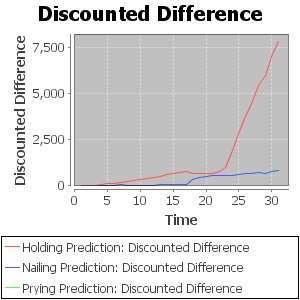 Discounted Difference
Discounted Difference
7,500
5,000
2,500
0
0 5 10 15 20 25 30
Time
Holding Prediction: Discounted Difference
Nailing Prediction: Discounted Difference
Prying Prediction: Discounted Difference